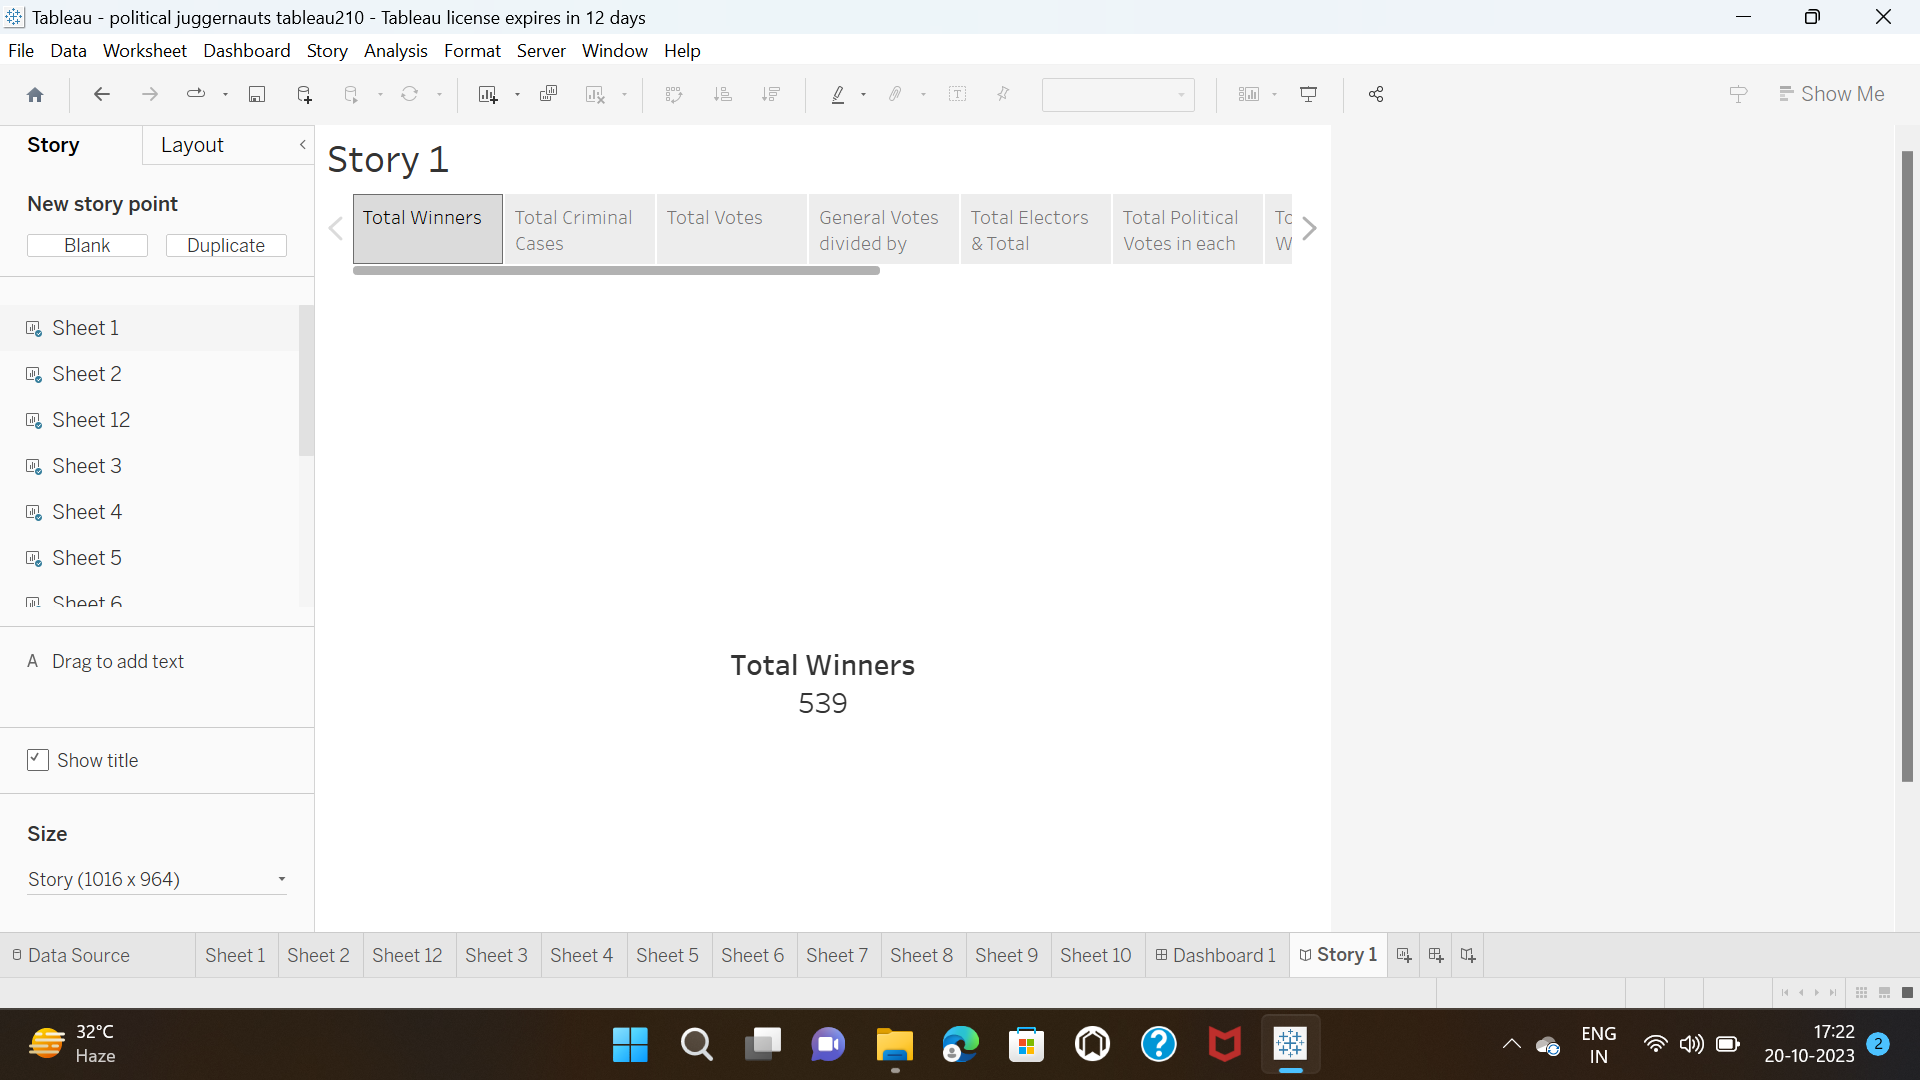 Tableau - political juggernauts tableau210 - Tableau license expires in 12 days
File Data Worksheet Dashboard Story Analysis Format Server Window Help
Show Me
Story Layout
New story point
Blank Duplicate
Sheet 1
Sheet 2
Sheet 12
Sheet 3
Sheet 4
Sheet 5
Sheet 6
A Drag to add text
Show title
Size
Story (1016 x 964)
Story 1
Total Winners
Total Criminal
Cases
Total Votes
General Votes
divided by
Total Electors
& Total
Total Political
Votes in each
Total Winners
539
Data Source Sheet 1 Sheet 2 Sheet 12 Sheet 3 Sheet 4 Sheet 5 Sheet 6 Sheet 7 Sheet 8 Sheet 9 Sheet 10 Dashboard 1 Story 1
32°C
Haze
ENG
IN
17:22
20-10-2023
2